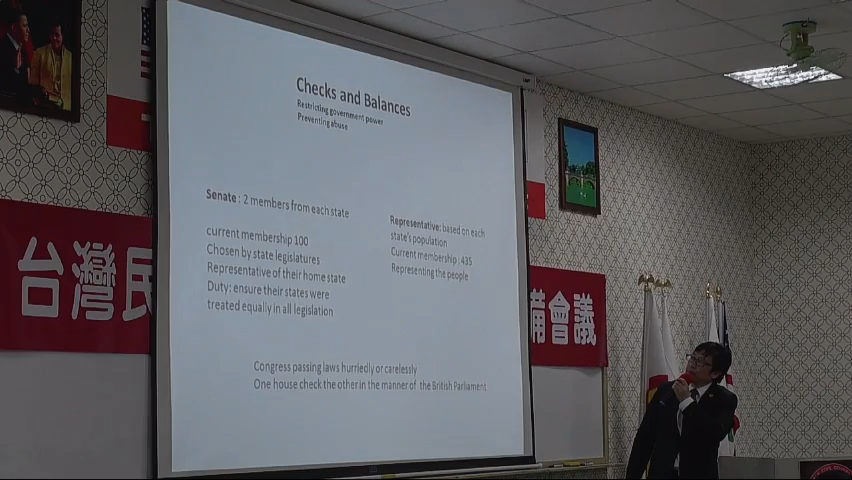 Checks and Balances
Restricting government power
Preventing abuse
Senate : 2 members from each state
current membership 100
Chosen by state legislatures
Representative of their home state
Duty: ensure their states were
treated equally in all legislation
Representative: based on each
state's population
Current membership : 435
Representing the people
Congress passing laws hurriedly or carelessly
One house check the other in the manner of the British Parliament
台灣民
備會議